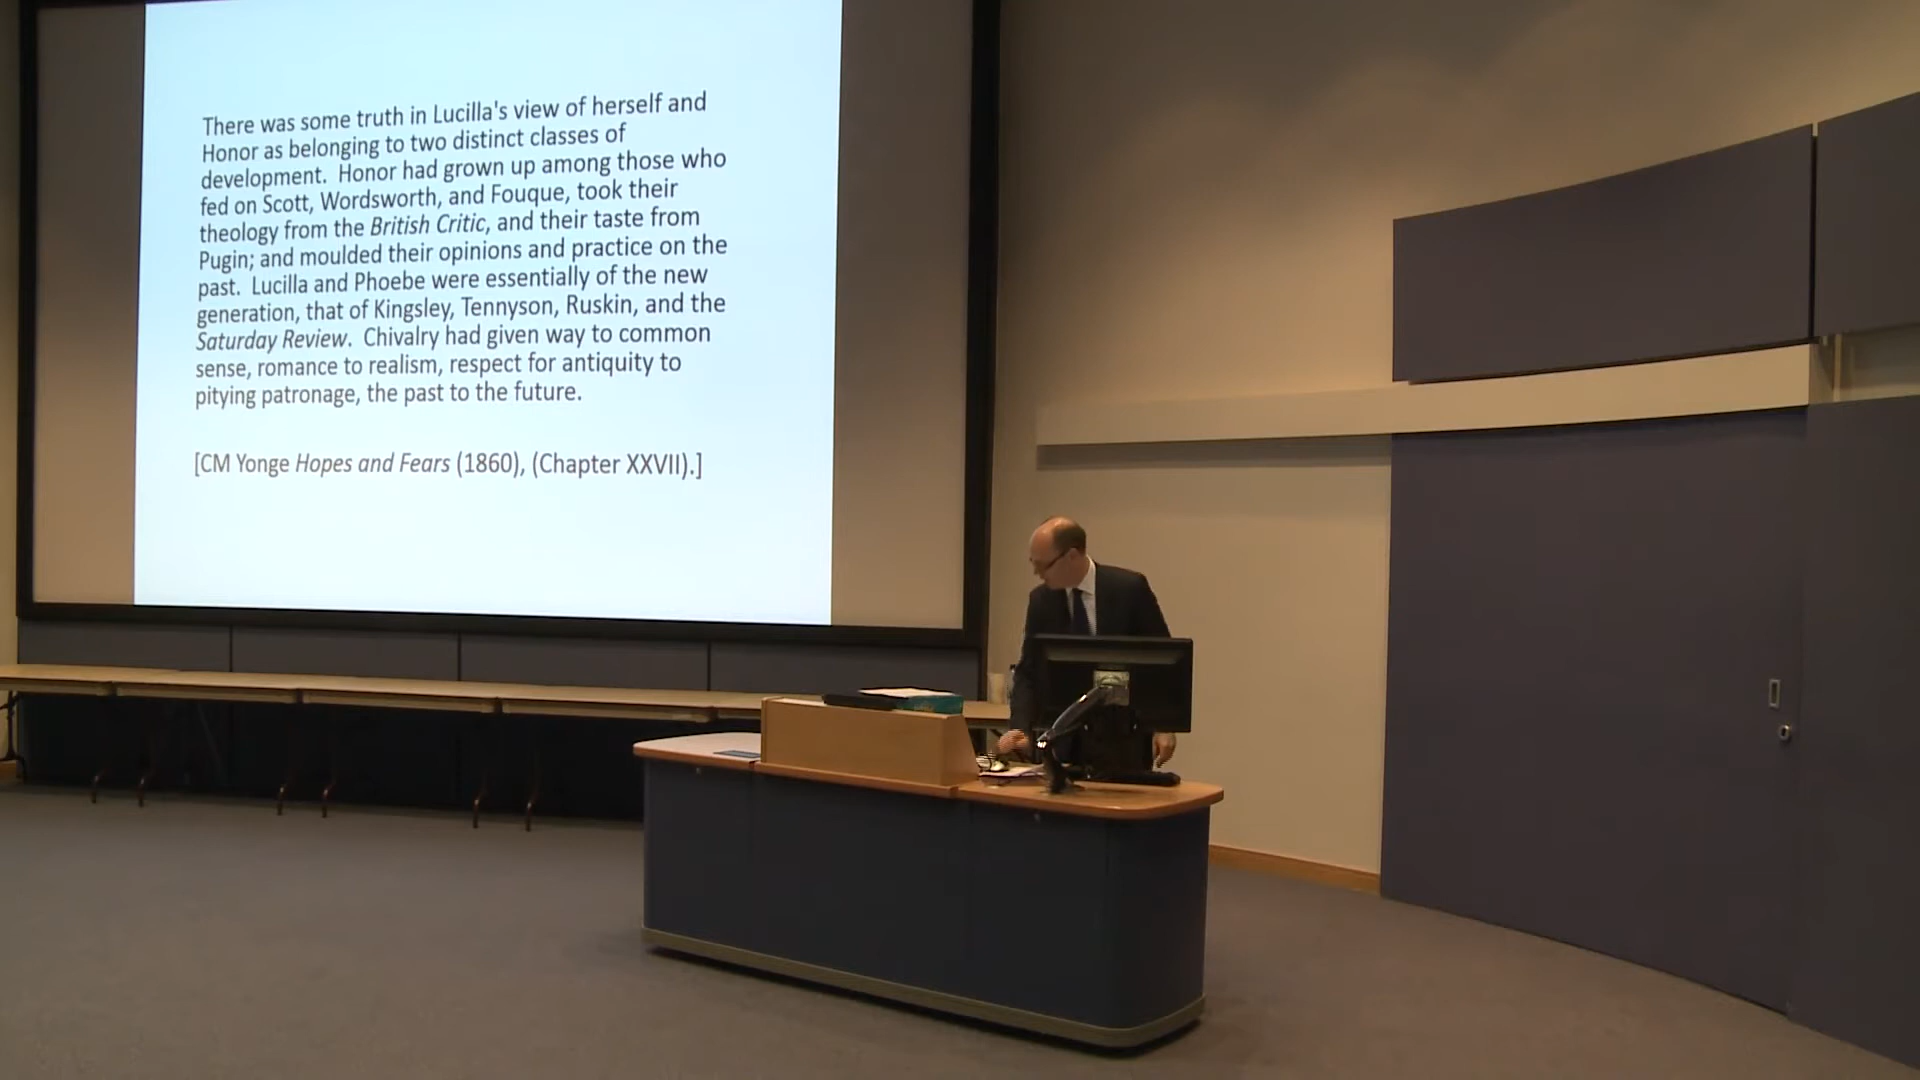 There was some truth in Lucilla's view of herself and
Honor as belonging to two distinct classes of
development. Honor had grown up among those who
fed on Scott, Wordsworth, and Fouque, took their
theology from the British Critic, and their taste from
Pugin; and moulded their opinions and practice on the
past. Lucilla and Phoebe were essentially of the new
generation, that of Kingsley, Tennyson, Ruskin, and the
Saturday Review. Chivalry had given way to common
sense, romance to realism, respect for antiquity to
pitying patronage, the past to the future.
[CM Yonge Hopes and Fears (1860), (Chapter XXVII).]